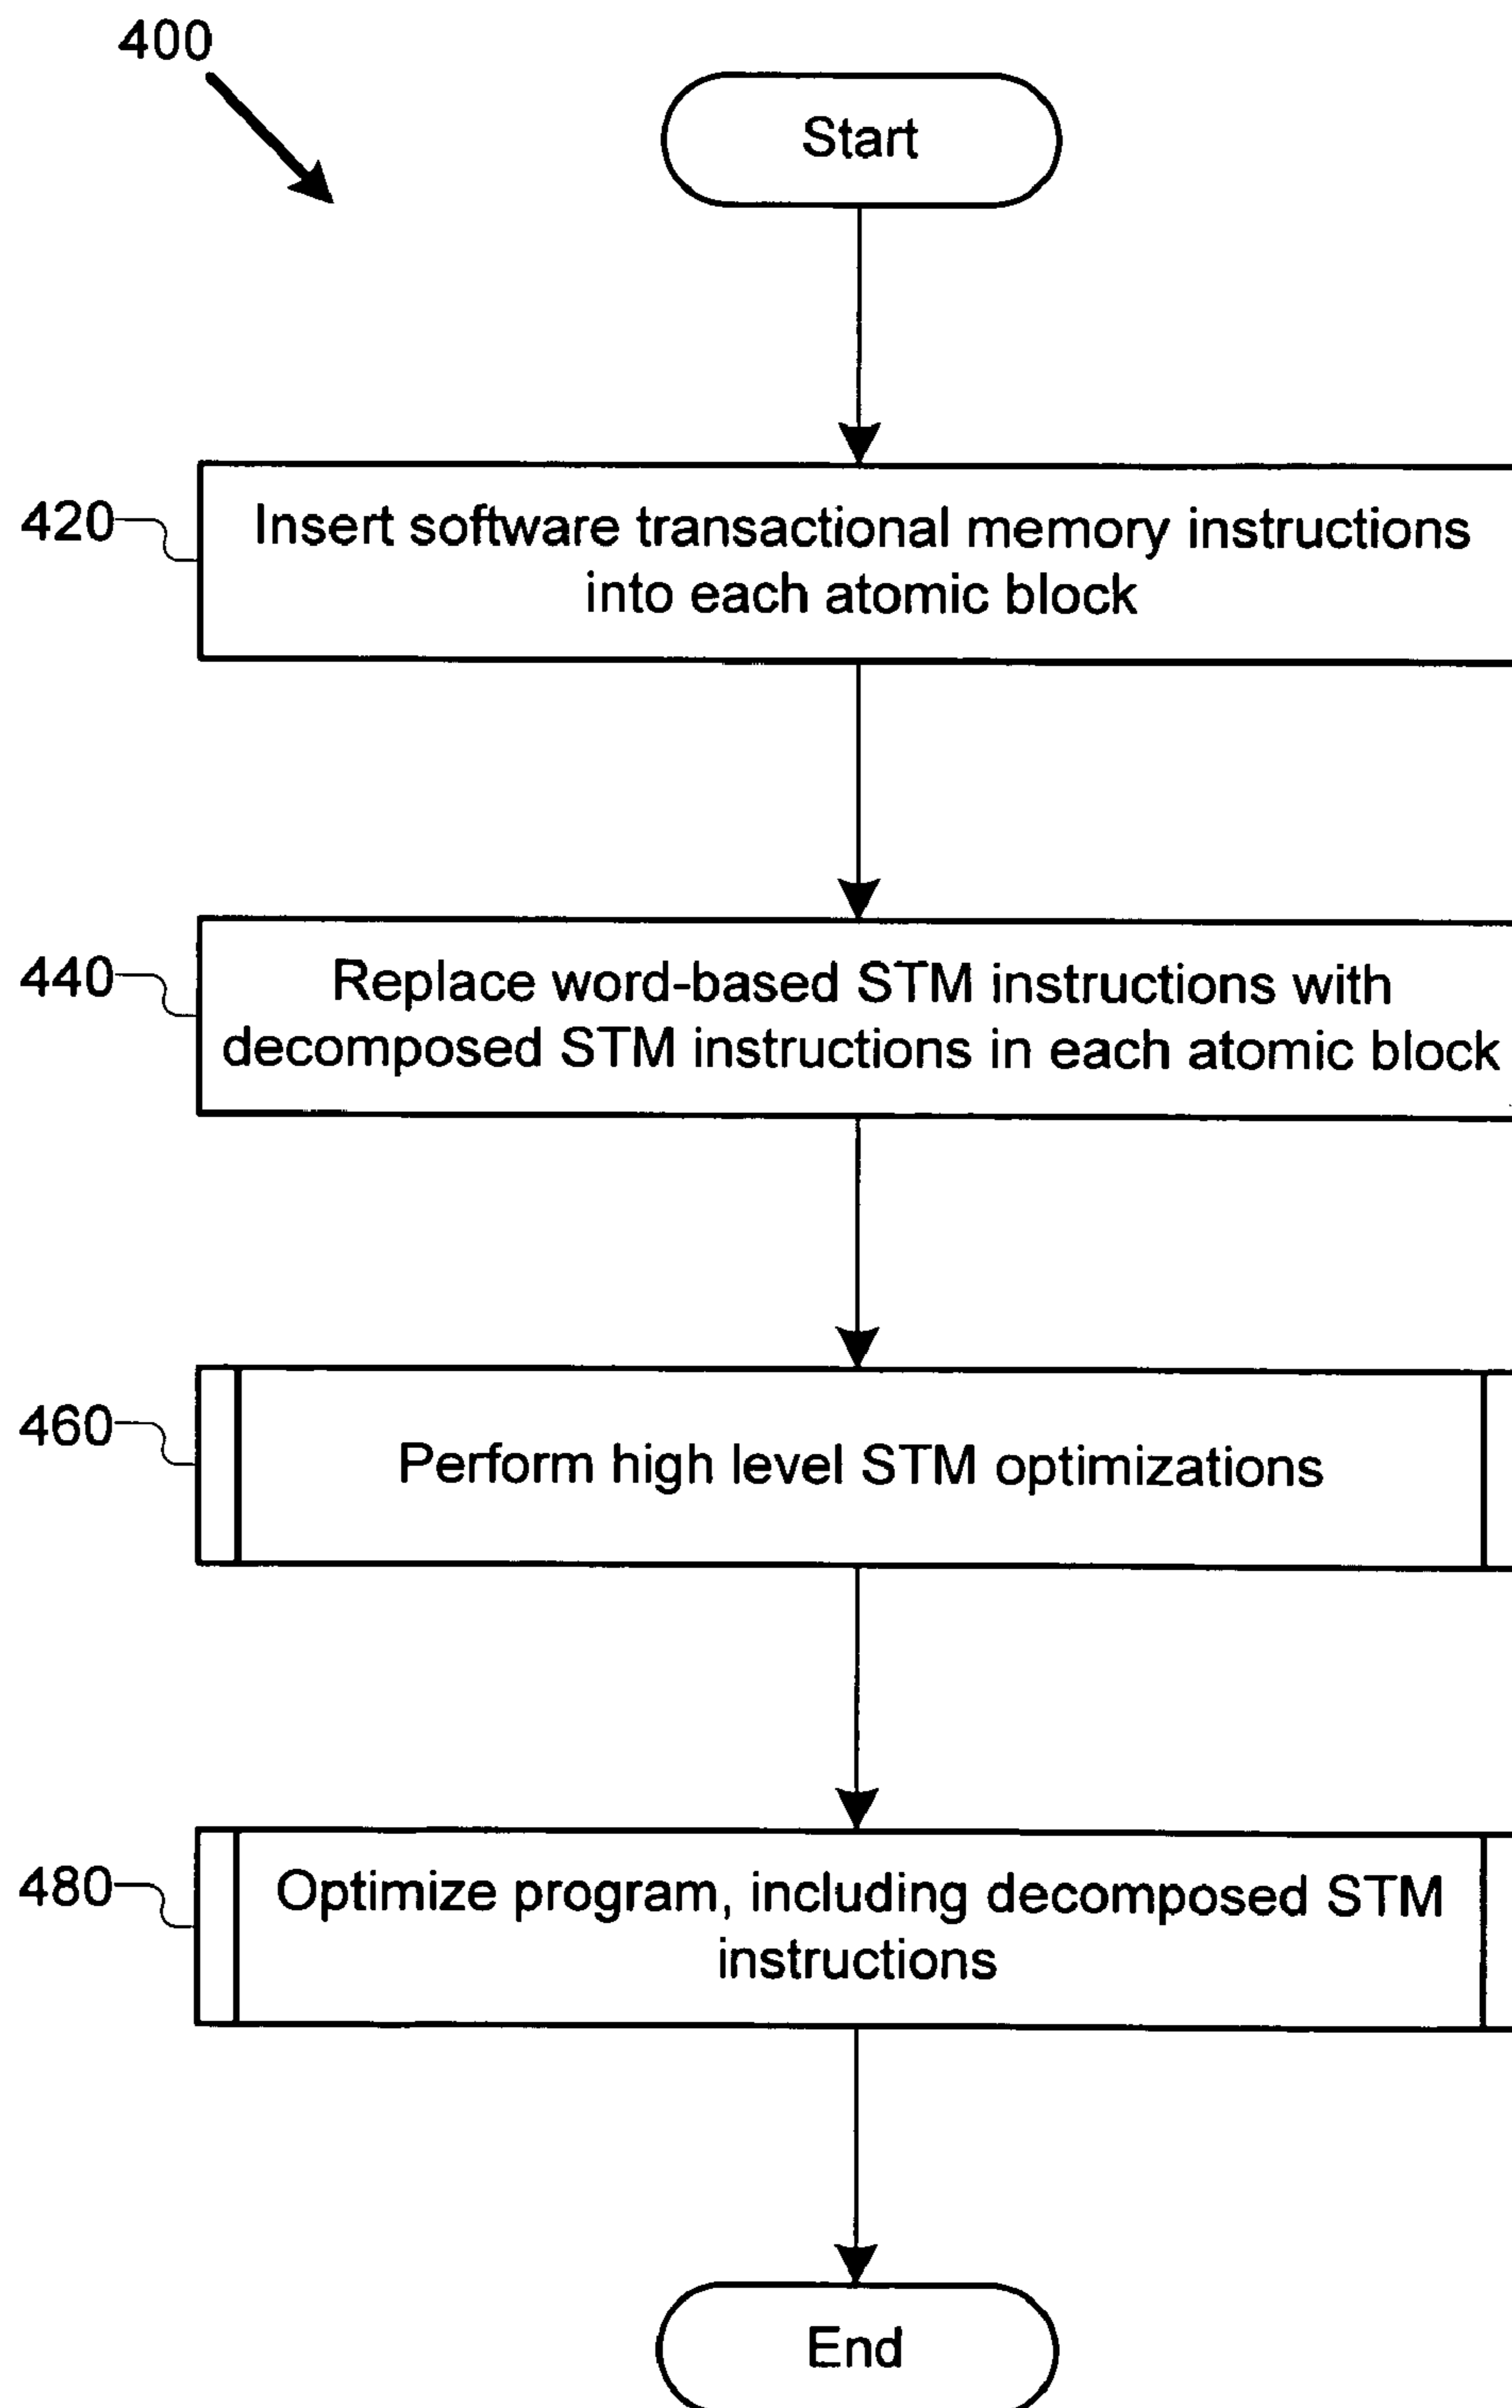 400
Start
420
Insert software transactional memory instructions
into each atomic block
440
Replace word-based STM instructions with
decomposed STM instructions in each atomic block
460
Perform high level STM optimizations
480
Optimize program, including decomposed STM
instructions
End